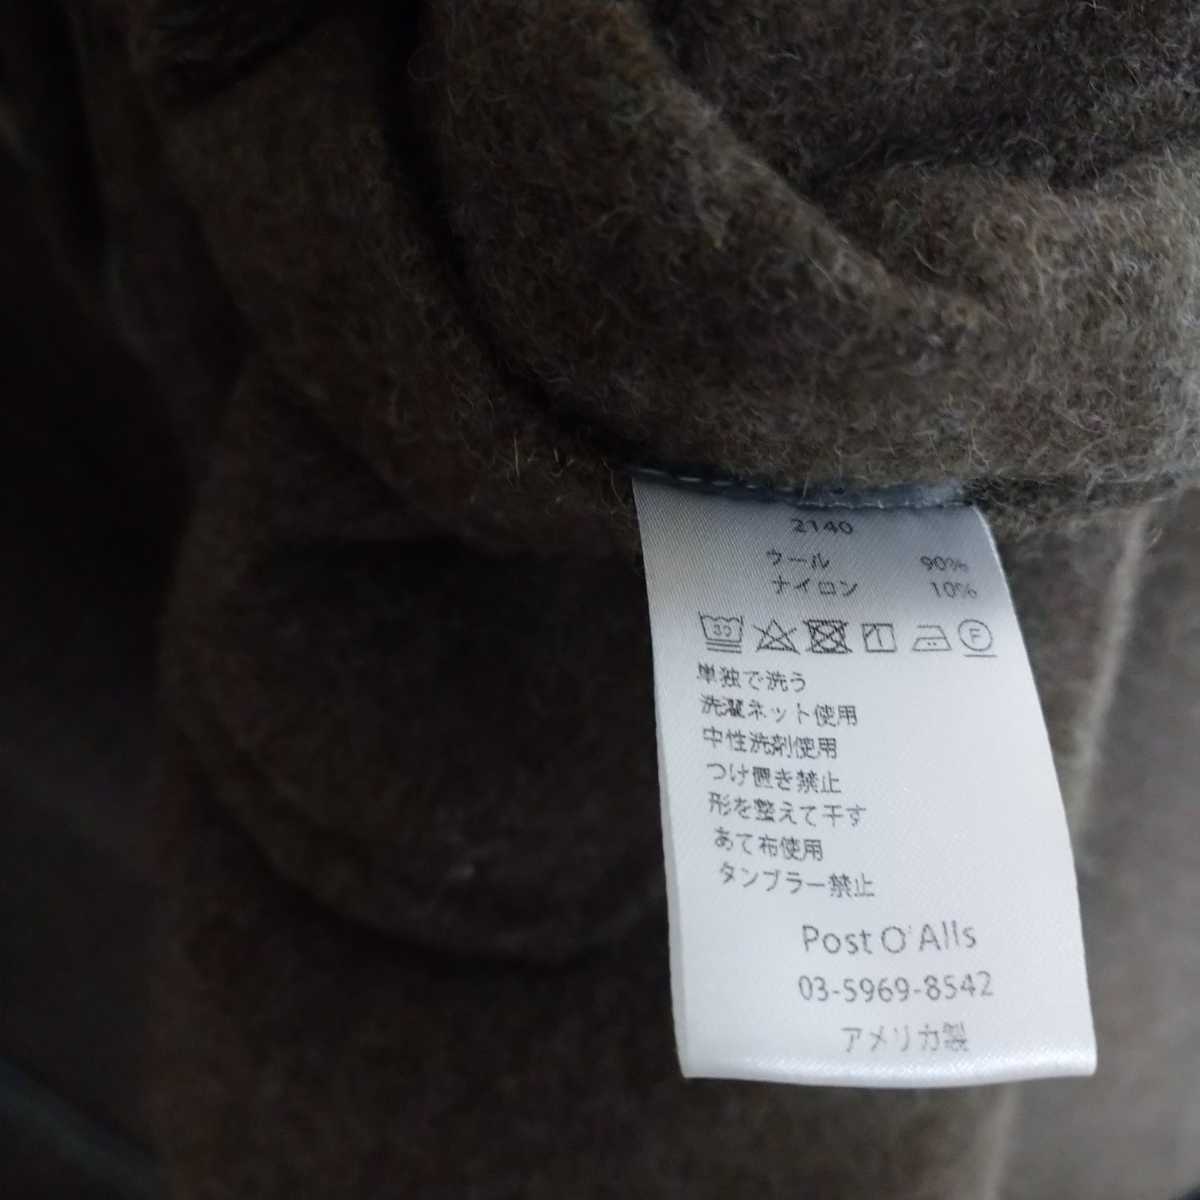 2140
ウール 90%
ナイロン 10%
30 F
単独で洗う
洗濯ネット使用
中性洗剤使用
つけ置き禁止
形を整えて干す
あて布使用
タンブラー禁止
Post O'Alls
03-5969-8542
アメリカ製